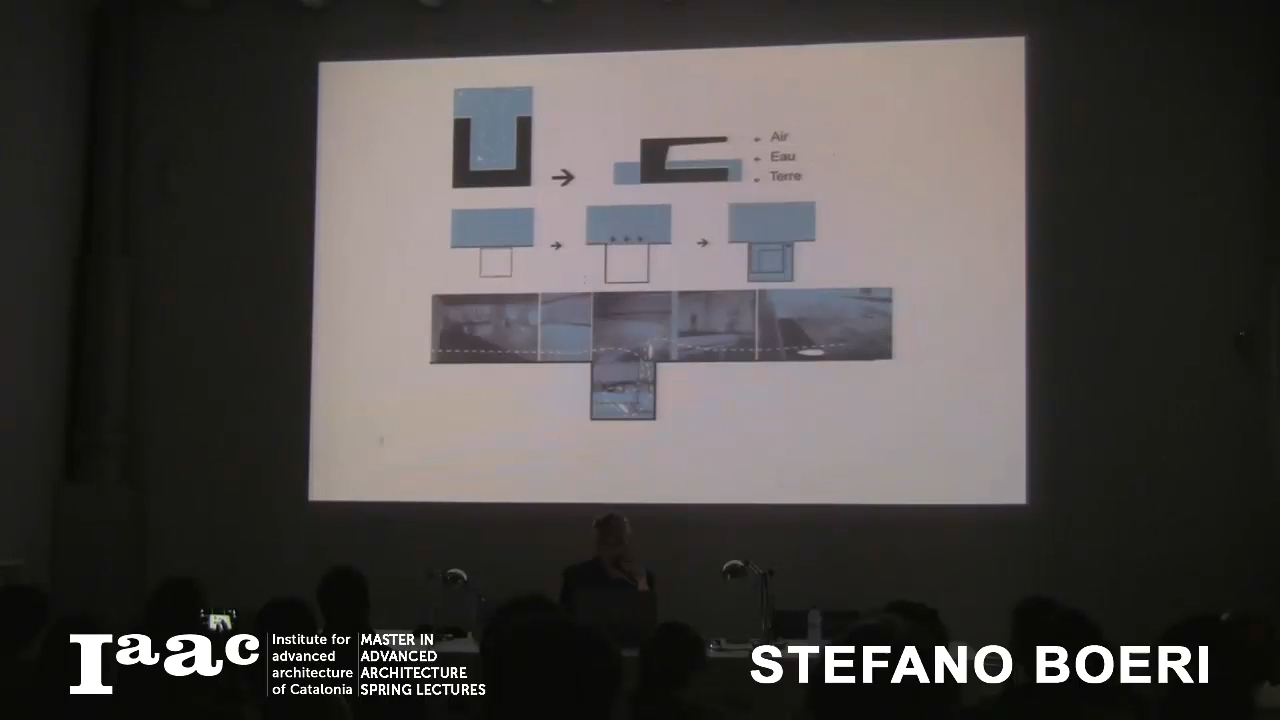 Air
Eau
Terre
Iaac
Institute for
advanced
architecture
of Catalonia
MASTER IN
ADVANCED
ARCHITECTURE
SPRING LECTURES
STEFANO BOERI